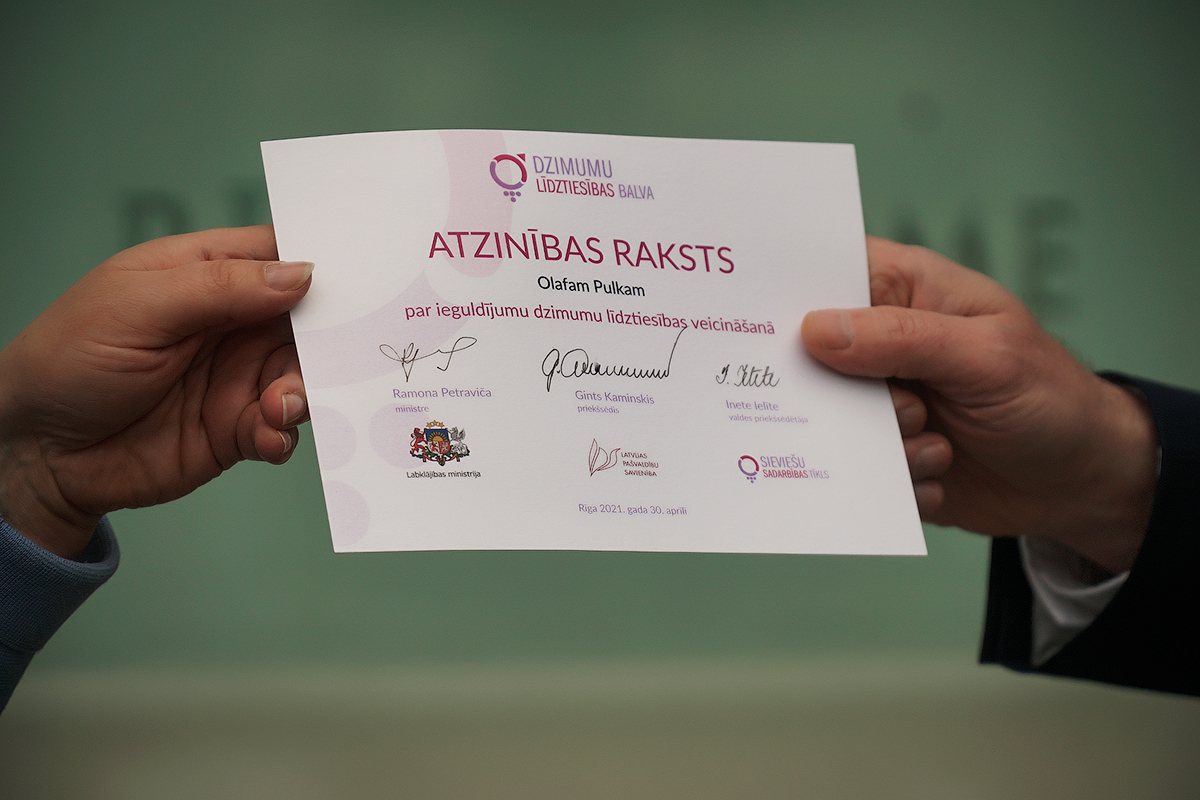 DZIMUMU
LĪDZTIESĪBAS BALVA
ATZINĪBAS RAKSTS
Olafam Pulkam
par ieguldījumu dzimumu līdztiesības veicināšanā
Ramona Petraviča
ministre
Labklājības ministrija
Gints Kaminskis
priekšsēdis
LATVIJAS
PAŠVALDĪBU
SAVIENĪBA
Inete Ielīte
valdes priekšsēdētāja
SIEVIEŠU
SADARBĪBAS TĪKLS
Rīga 2021. gada 30. aprīlī